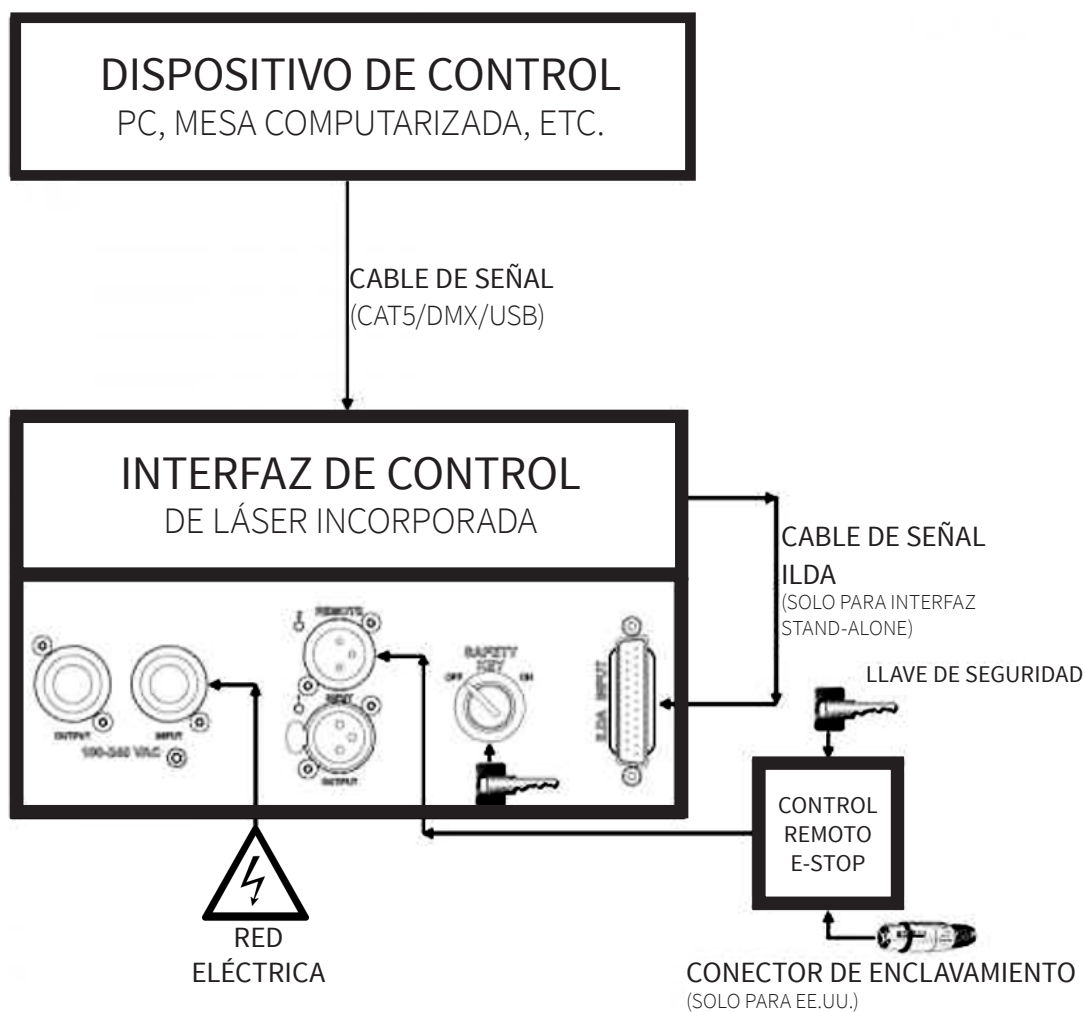 DISPOSITIVO DE CONTROL
PC, MESA COMPUTARIZADA, ETC.
CABLE DE SEÑAL
(CAT5/DMX/USB)
INTERFAZ DE CONTROL
DE LÁSER INCORPORADA
CABLE DE SEÑAL
ILDA
(SOLO PARA INTERFAZ
STAND-ALONE)
REMOTE
SAFETY
KEY
OFF
ON
ILDA INPUT
OUTPUT
INPUT
100-240 VAC
OUTPUT
LLAVE DE SEGURIDAD
CONTROL
REMOTO
E-STOP
RED
ELÉCTRICA
CONECTOR DE ENCLAVAMIENTO
(SOLO PARA EE.UU.)